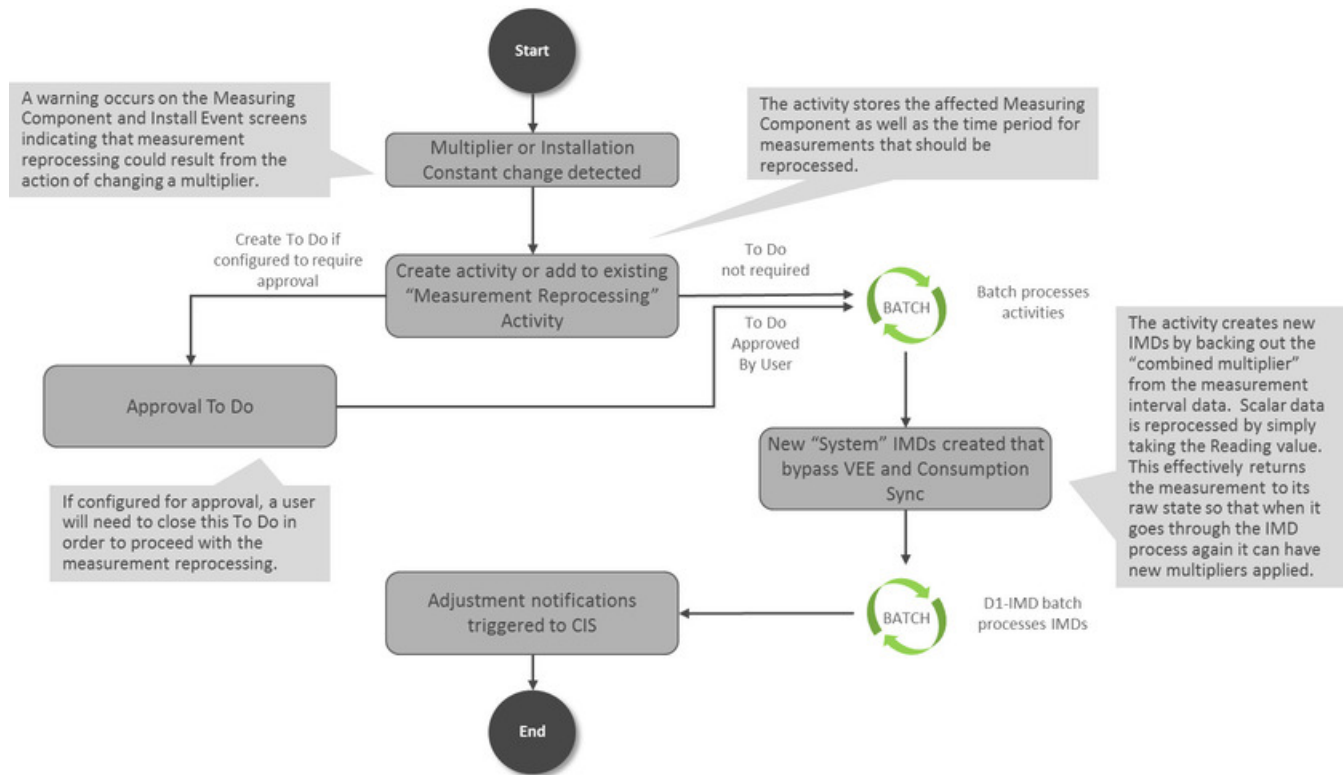 Start
A warning occurs on the Measuring
Component and Install Event screens
indicating that measurement
reprocessing could result from the
action of changing a multiplier.
The activity stores the affected Measuring
Component as well as the time period for
measurements that should be
reprocessed.
Multiplier or Installation
Constant change detected
Create To Do if
configured to require
approval
Create activity or add to existing
“Measurement Reprocessing”
Activity
To Do
not required
BATCH
Batch processes
activities
To Do
Approved
By User
Approval To Do
The activity creates new
IMDs by backing out the
“combined multiplier”
from the measurement
interval data.  Scalar data
is reprocessed by simply
taking the Reading value.
This effectively returns
the measurement to its
raw state so that when it
goes through the IMD
process again it can have
new multipliers applied.
New “System” IMDs created that
bypass VEE and Consumption
Sync
If configured for approval, a user
will need to close this To Do in
order to proceed with the
measurement reprocessing.
Adjustment notifications
triggered to CIS
BATCH
D1-IMD batch
processes IMDs
End